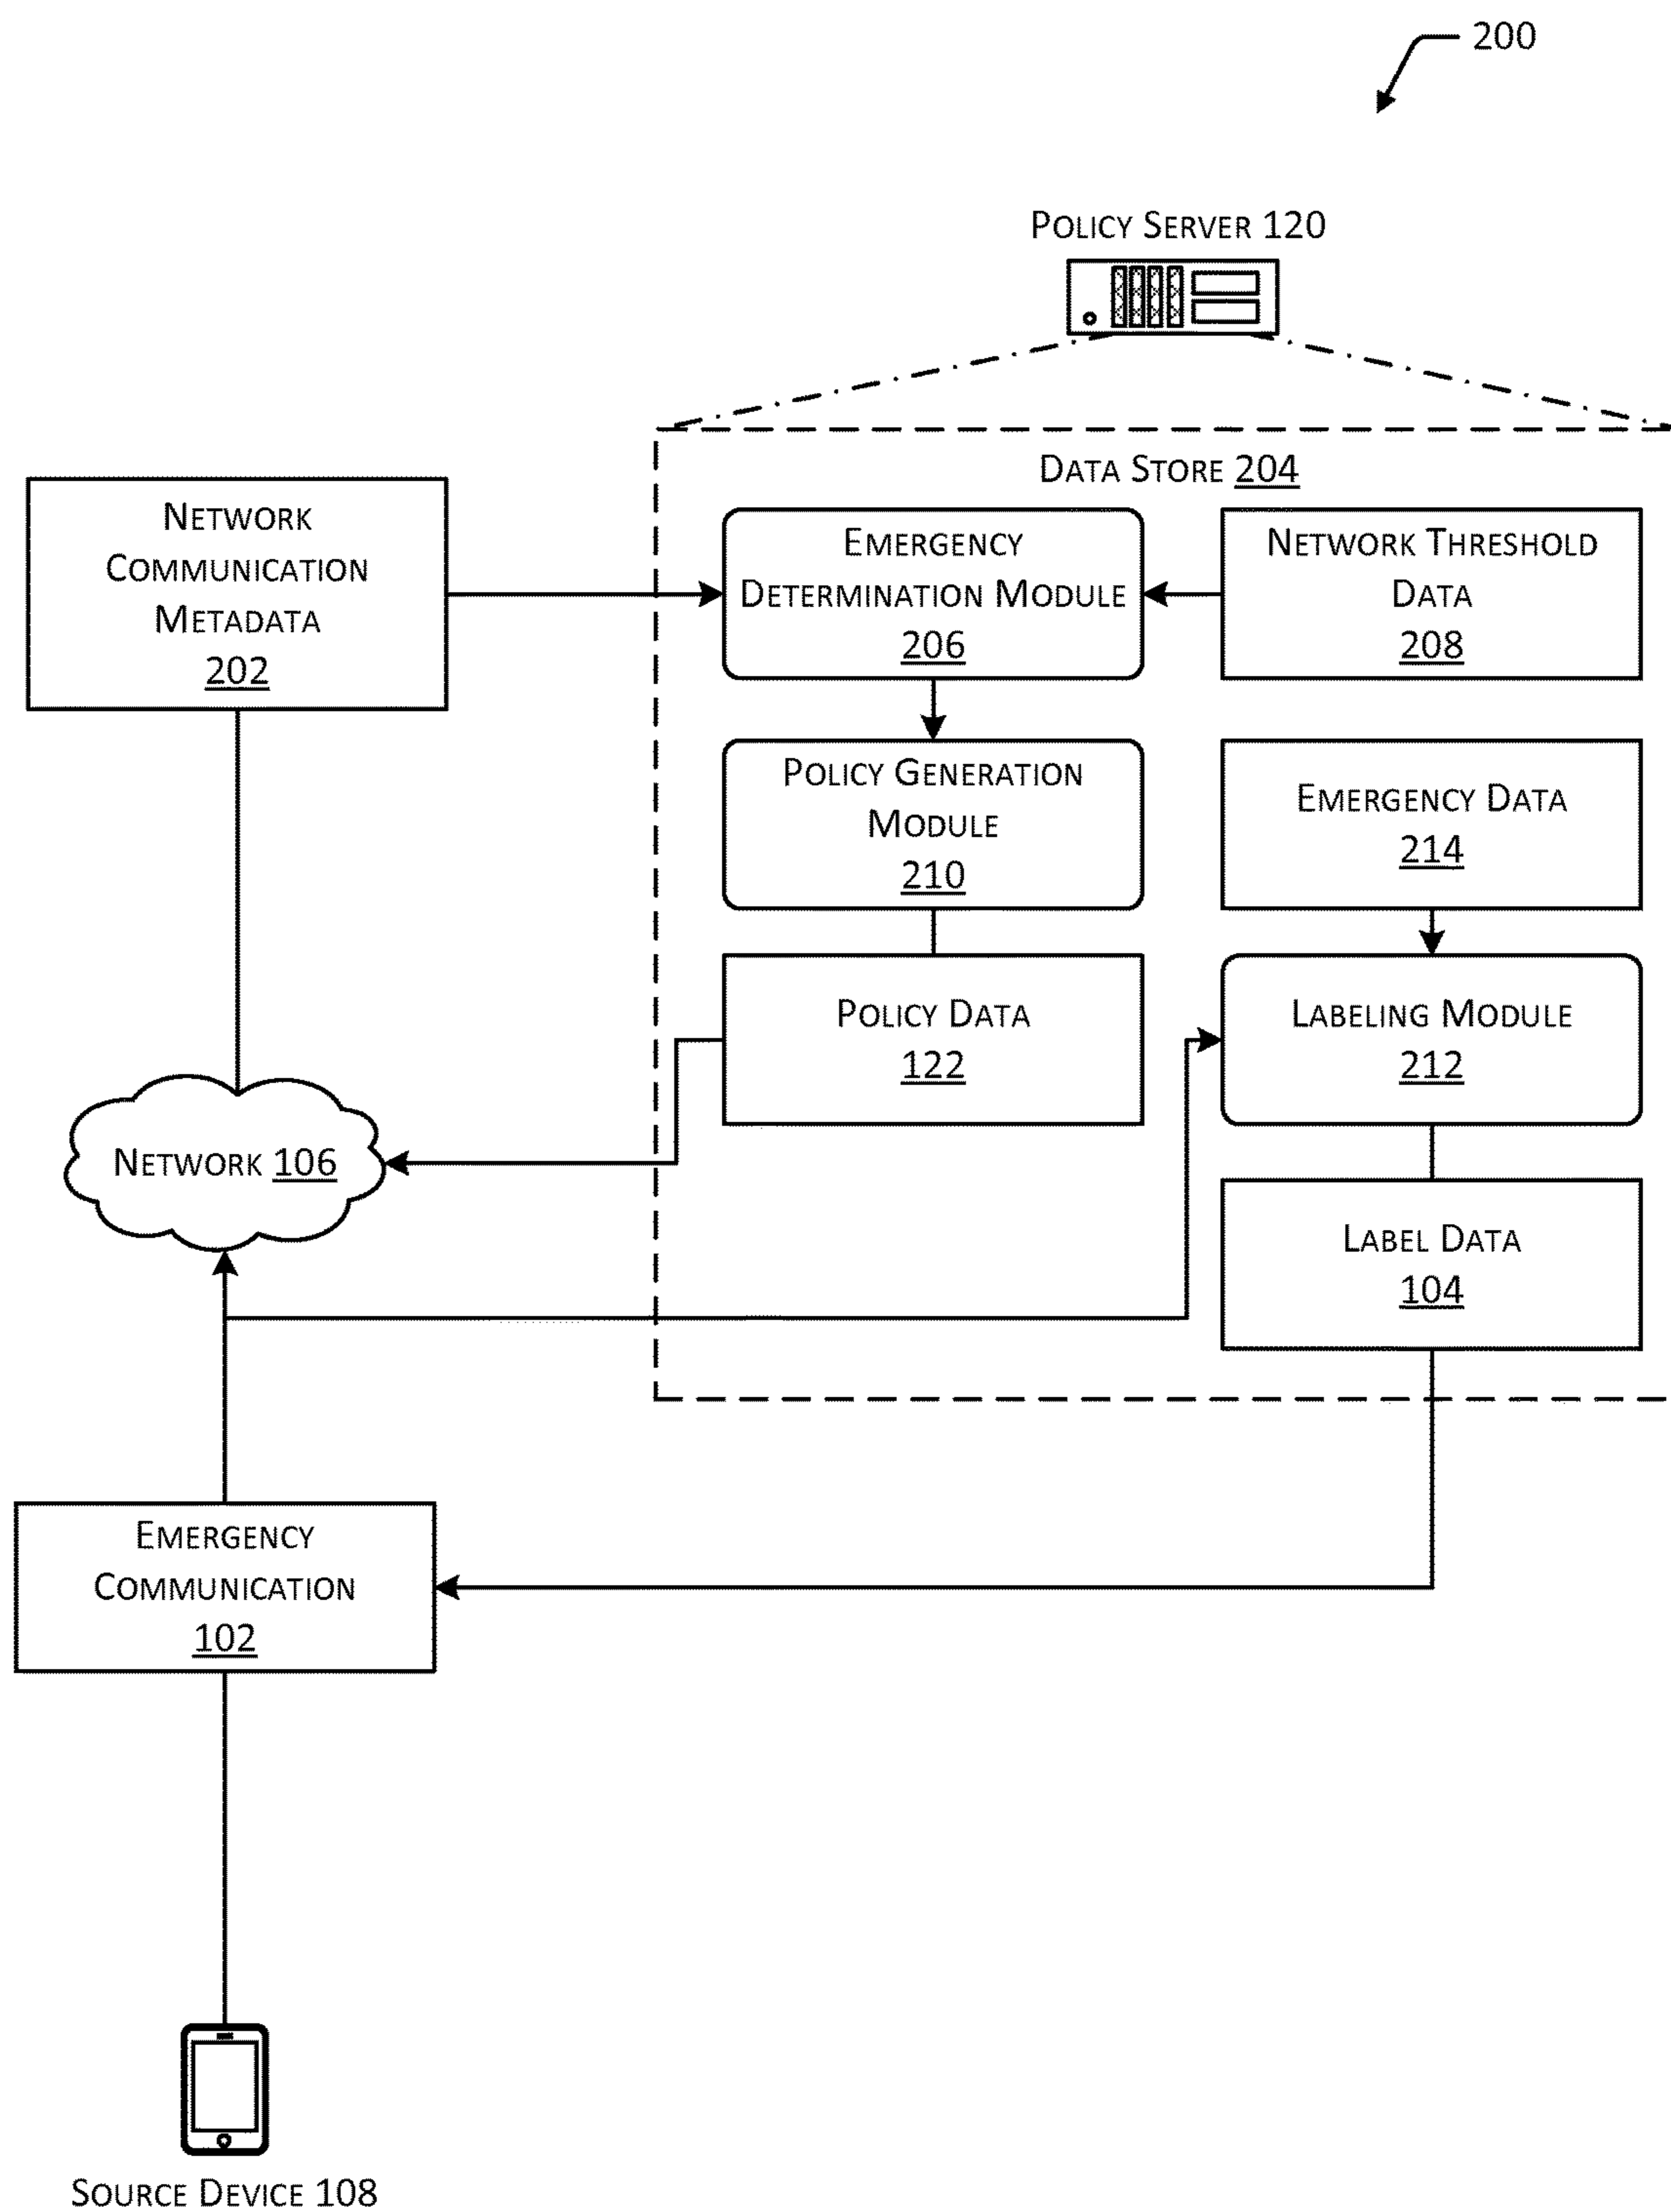 200
POLICY SERVER 120
DATA STORE 204
NETWORK
COMMUNICATION
METADATA
202
EMERGENCY
DETERMINATION MODULE
206
NETWORK THRESHOLD
DATA
208
POLICY GENERATION
MODULE
210
EMERGENCY DATA
214
POLICY DATA
122
LABELING MODULE
212
NETWORK 106
LABEL DATA
104
EMERGENCY
COMMUNICATION
102
SOURCE DEVICE 108